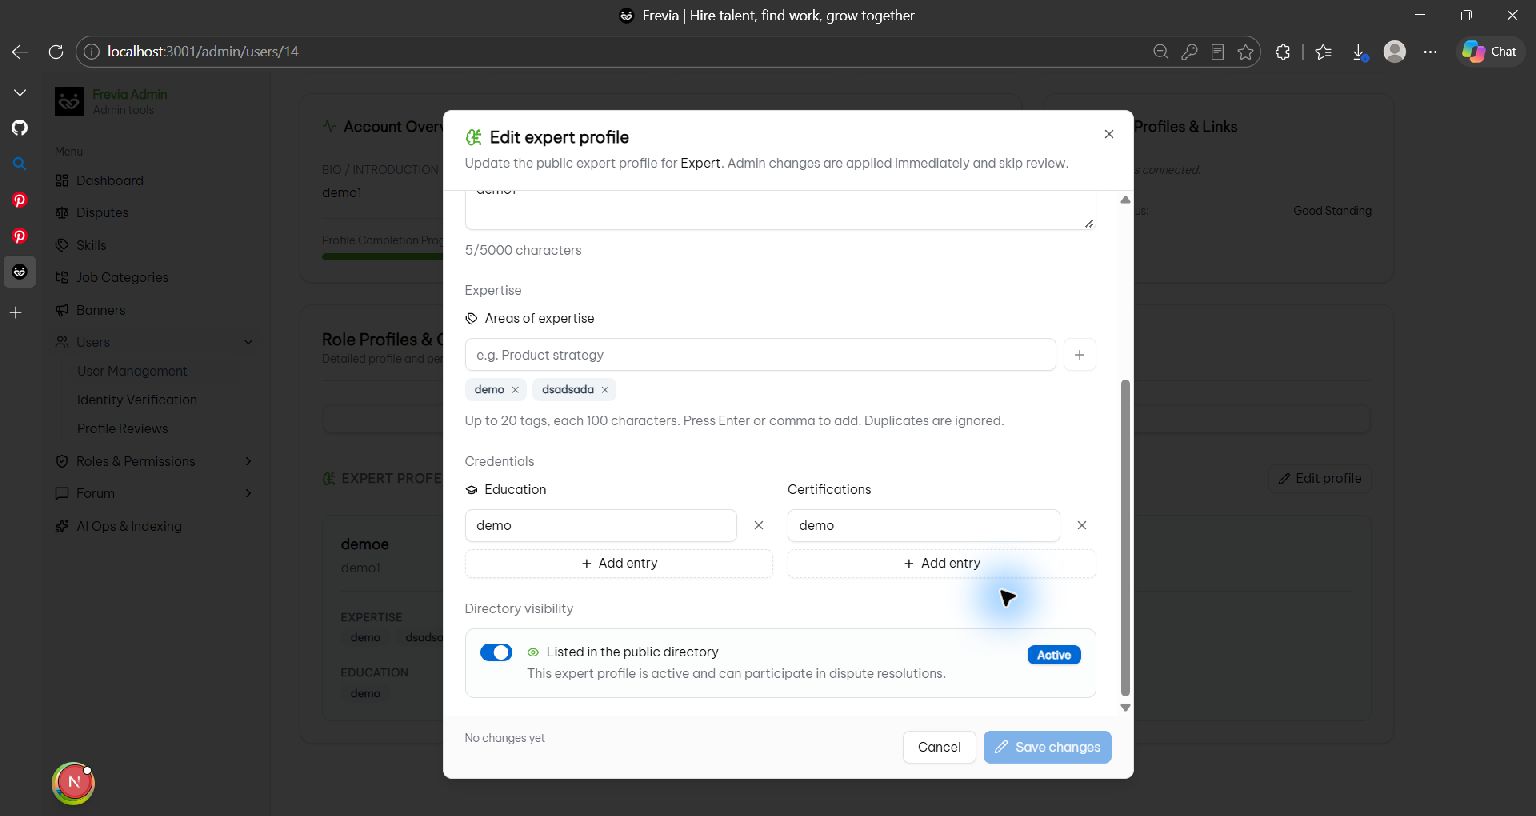 Frevia | Hire talent, find work, grow together
localhost:3001/admin/users/14
Chat
Frevia Admin
Admin tools
Menu
Dashboard
Disputes
Skills
Job Categories
Banners
Users
User Management
Identity Verification
Profile Reviews
Roles & Permissions
Forum
AI Ops & Indexing
N
Account Over
BIO / INTRODUCTION
demo1
Profile Completion Prog
Profiles & Links
s connected.
us:
Good Standing
Role Profiles & C
Detailed profile and per
EXPERT PROFE
Edit profile
demoe
demo1
EXPERTISE
demo
dsadsa
EDUCATION
demo
Edit expert profile
Update the public expert profile for Expert. Admin changes are applied immediately and skip review.
demo1
5/5000 characters
Expertise
Areas of expertise
e.g. Product strategy
demo
dsadsada
Up to 20 tags, each 100 characters. Press Enter or comma to add. Duplicates are ignored.
Credentials
Education
Certifications
demo
demo
+ Add entry
+ Add entry
Directory visibility
Listed in the public directory
Active
This expert profile is active and can participate in dispute resolutions.
No changes yet
Cancel
Save changes